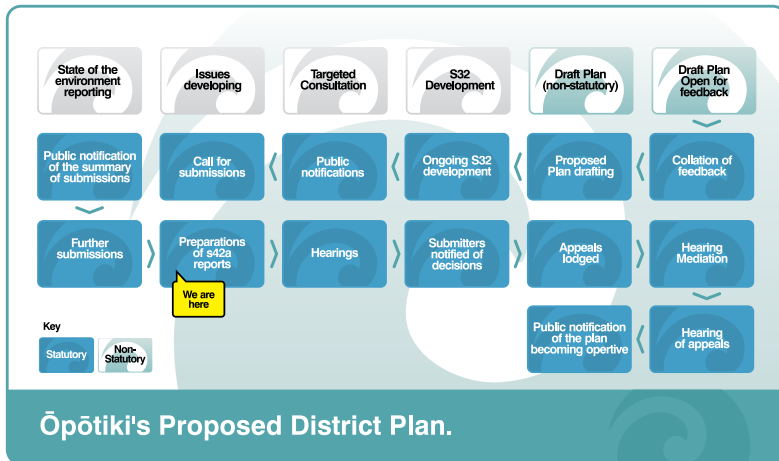 State of the
environment
reporting
Issues
developing
Targeted
Consultation
S32
Development
Draft Plan
(non-statutory)
Draft Plan
Open for
feedback
Public notification
of the summary
of submissions
Call for
submissions
Public
notifications
Ongoing S32
development
Proposed
Plan drafting
Collation of
feedback
Further
submissions
Preparations
of s42a
reports
Hearings
Submitters
notified of
decisions
Appeals
lodged
Hearing
Mediation
We are
here
Public notification
of the plan
becoming opertive
Hearing
of appeals
Key
Statutory
Non-
Statutory
Ōpōtiki's Proposed District Plan.